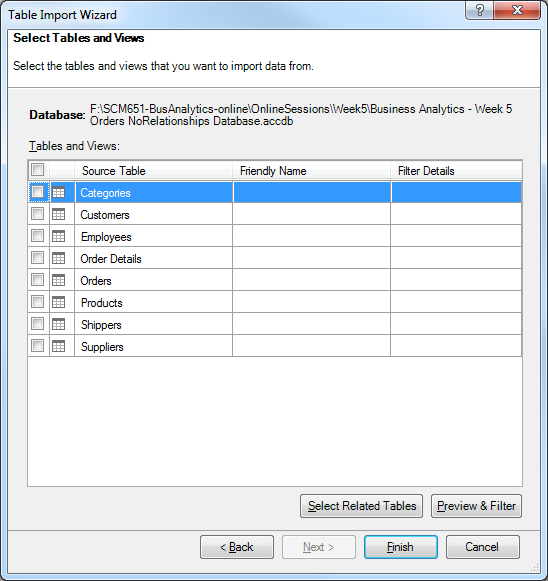 Table Import Wizard
Select Tables and Views
Select the tables and views that you want to import data from.
Database: F:\SCM651-BusAnalytics-online\OnlineSessions\Week5\Business Analytics - Week 5
Orders NoRelationships Database.accdb
Tables and Views:
Source Table Friendly Name Filter Details
Categories
Customers
Employees
Order Details
Orders
Products
Shippers
Suppliers
Select Related Tables Preview & Filter
< Back Next > Finish Cancel